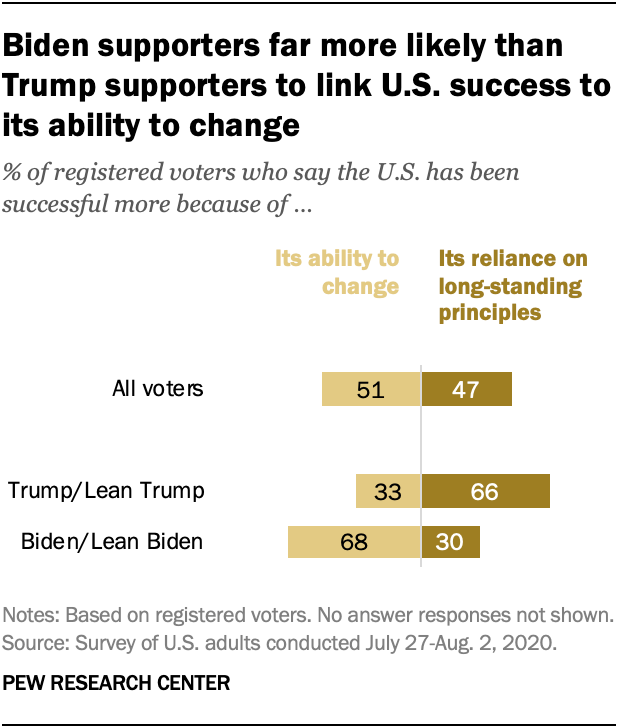 Biden supporters far more likely than
Trump supporters to link U.S. success to
its ability to change
% of registered voters who say the U.S. has been
successful more because of ...
Its ability to
change
Its reliance on
long-standing
principles
All voters 51 47
Trump/Lean Trump 33 66
Biden/Lean Biden 68 30
Notes: Based on registered voters. No answer responses not shown.
Source: Survey of U.S. adults conducted July 27-Aug. 2, 2020.
PEW RESEARCH CENTER